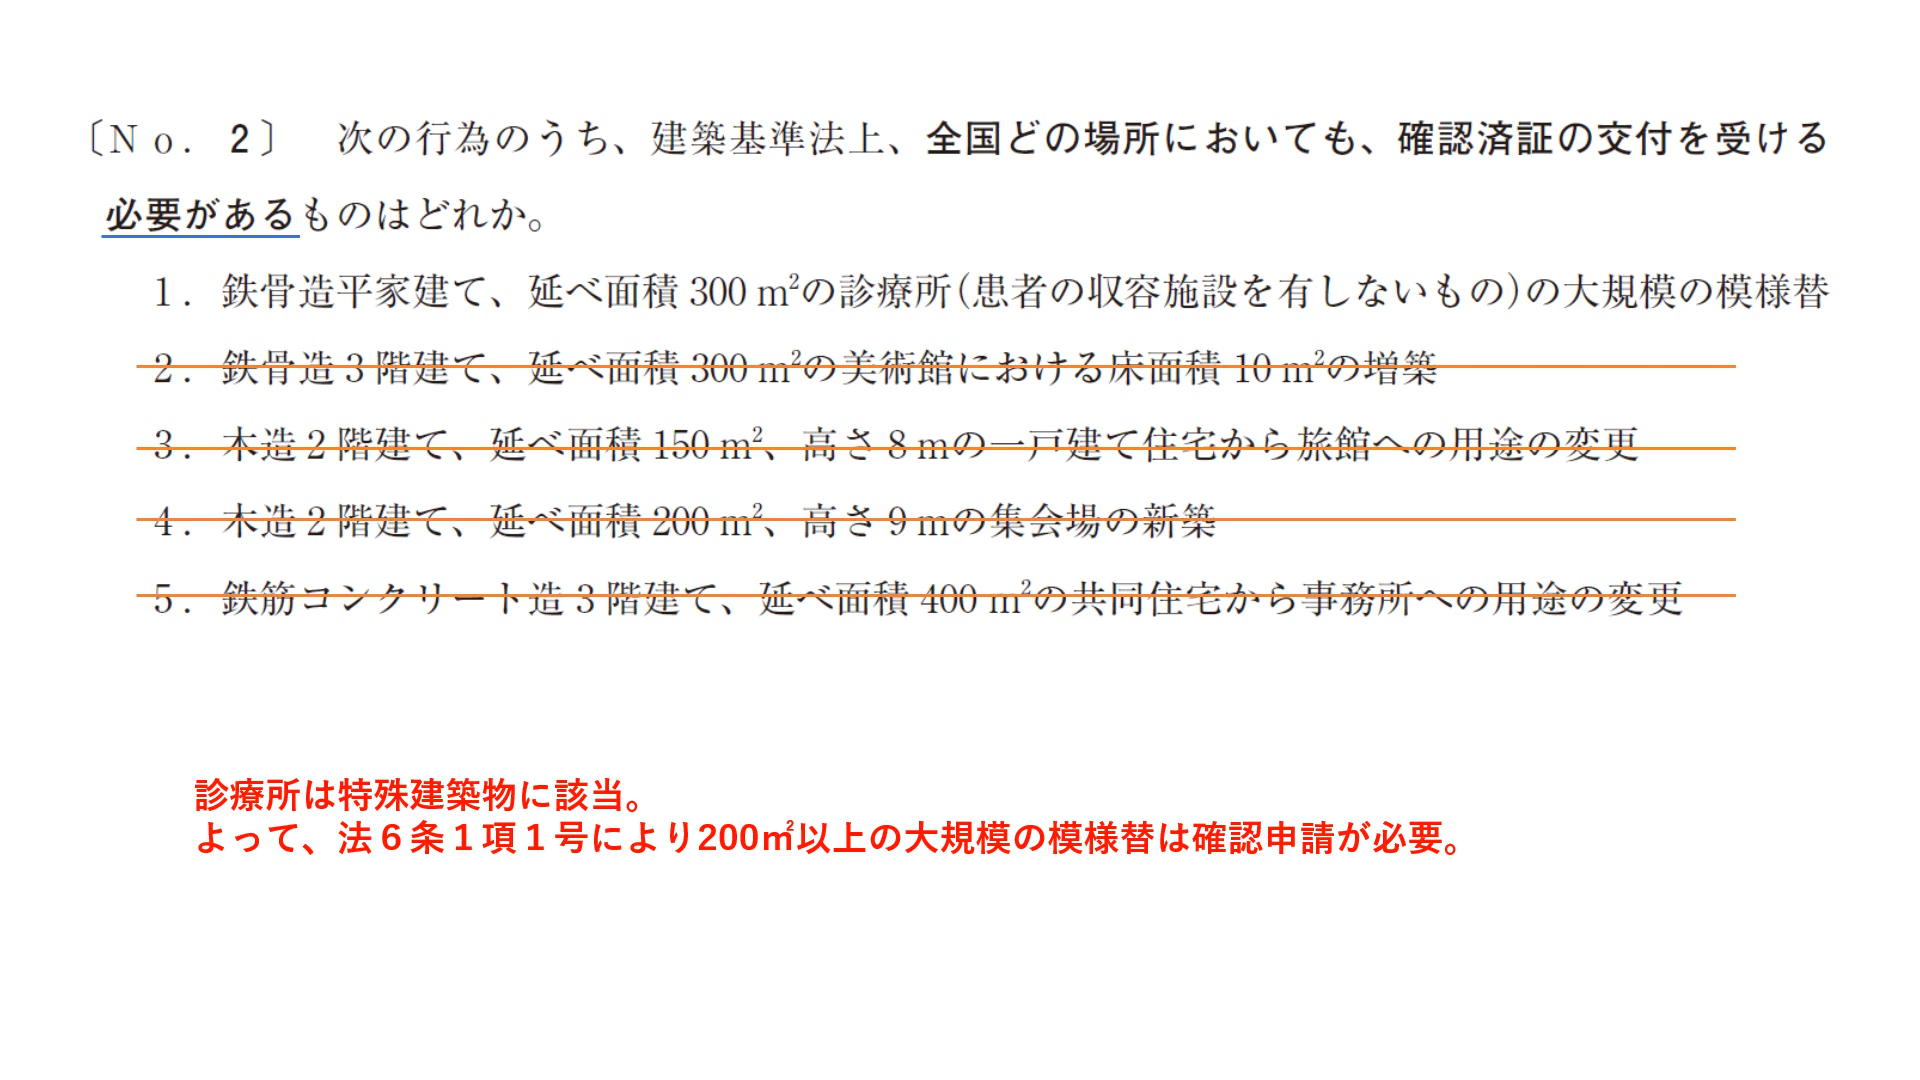 〔Ｎｏ．２〕　次の行為のうち、建築基準法上、全国どの場所においても、確認済証の交付を受ける
必要があるものはどれか。
１．鉄骨造平家建て、延べ面積 300 m²の診療所(患者の収容施設を有しないもの)の大規模の模様替
２．鉄骨造３階建て、延べ面積 300 m²の美術館における床面積 10 m²の増築
３．木造２階建て、延べ面積 150 m²、高さ８mの一戸建て住宅から旅館への用途の変更
４．木造２階建て、延べ面積 200 m²、高さ９mの集会場の新築
５．鉄筋コンクリート造３階建て、延べ面積 400 m²の共同住宅から事務所への用途の変更
診療所は特殊建築物に該当。
よって、法６条１項１号により200㎡以上の大規模の模様替は確認申請が必要。